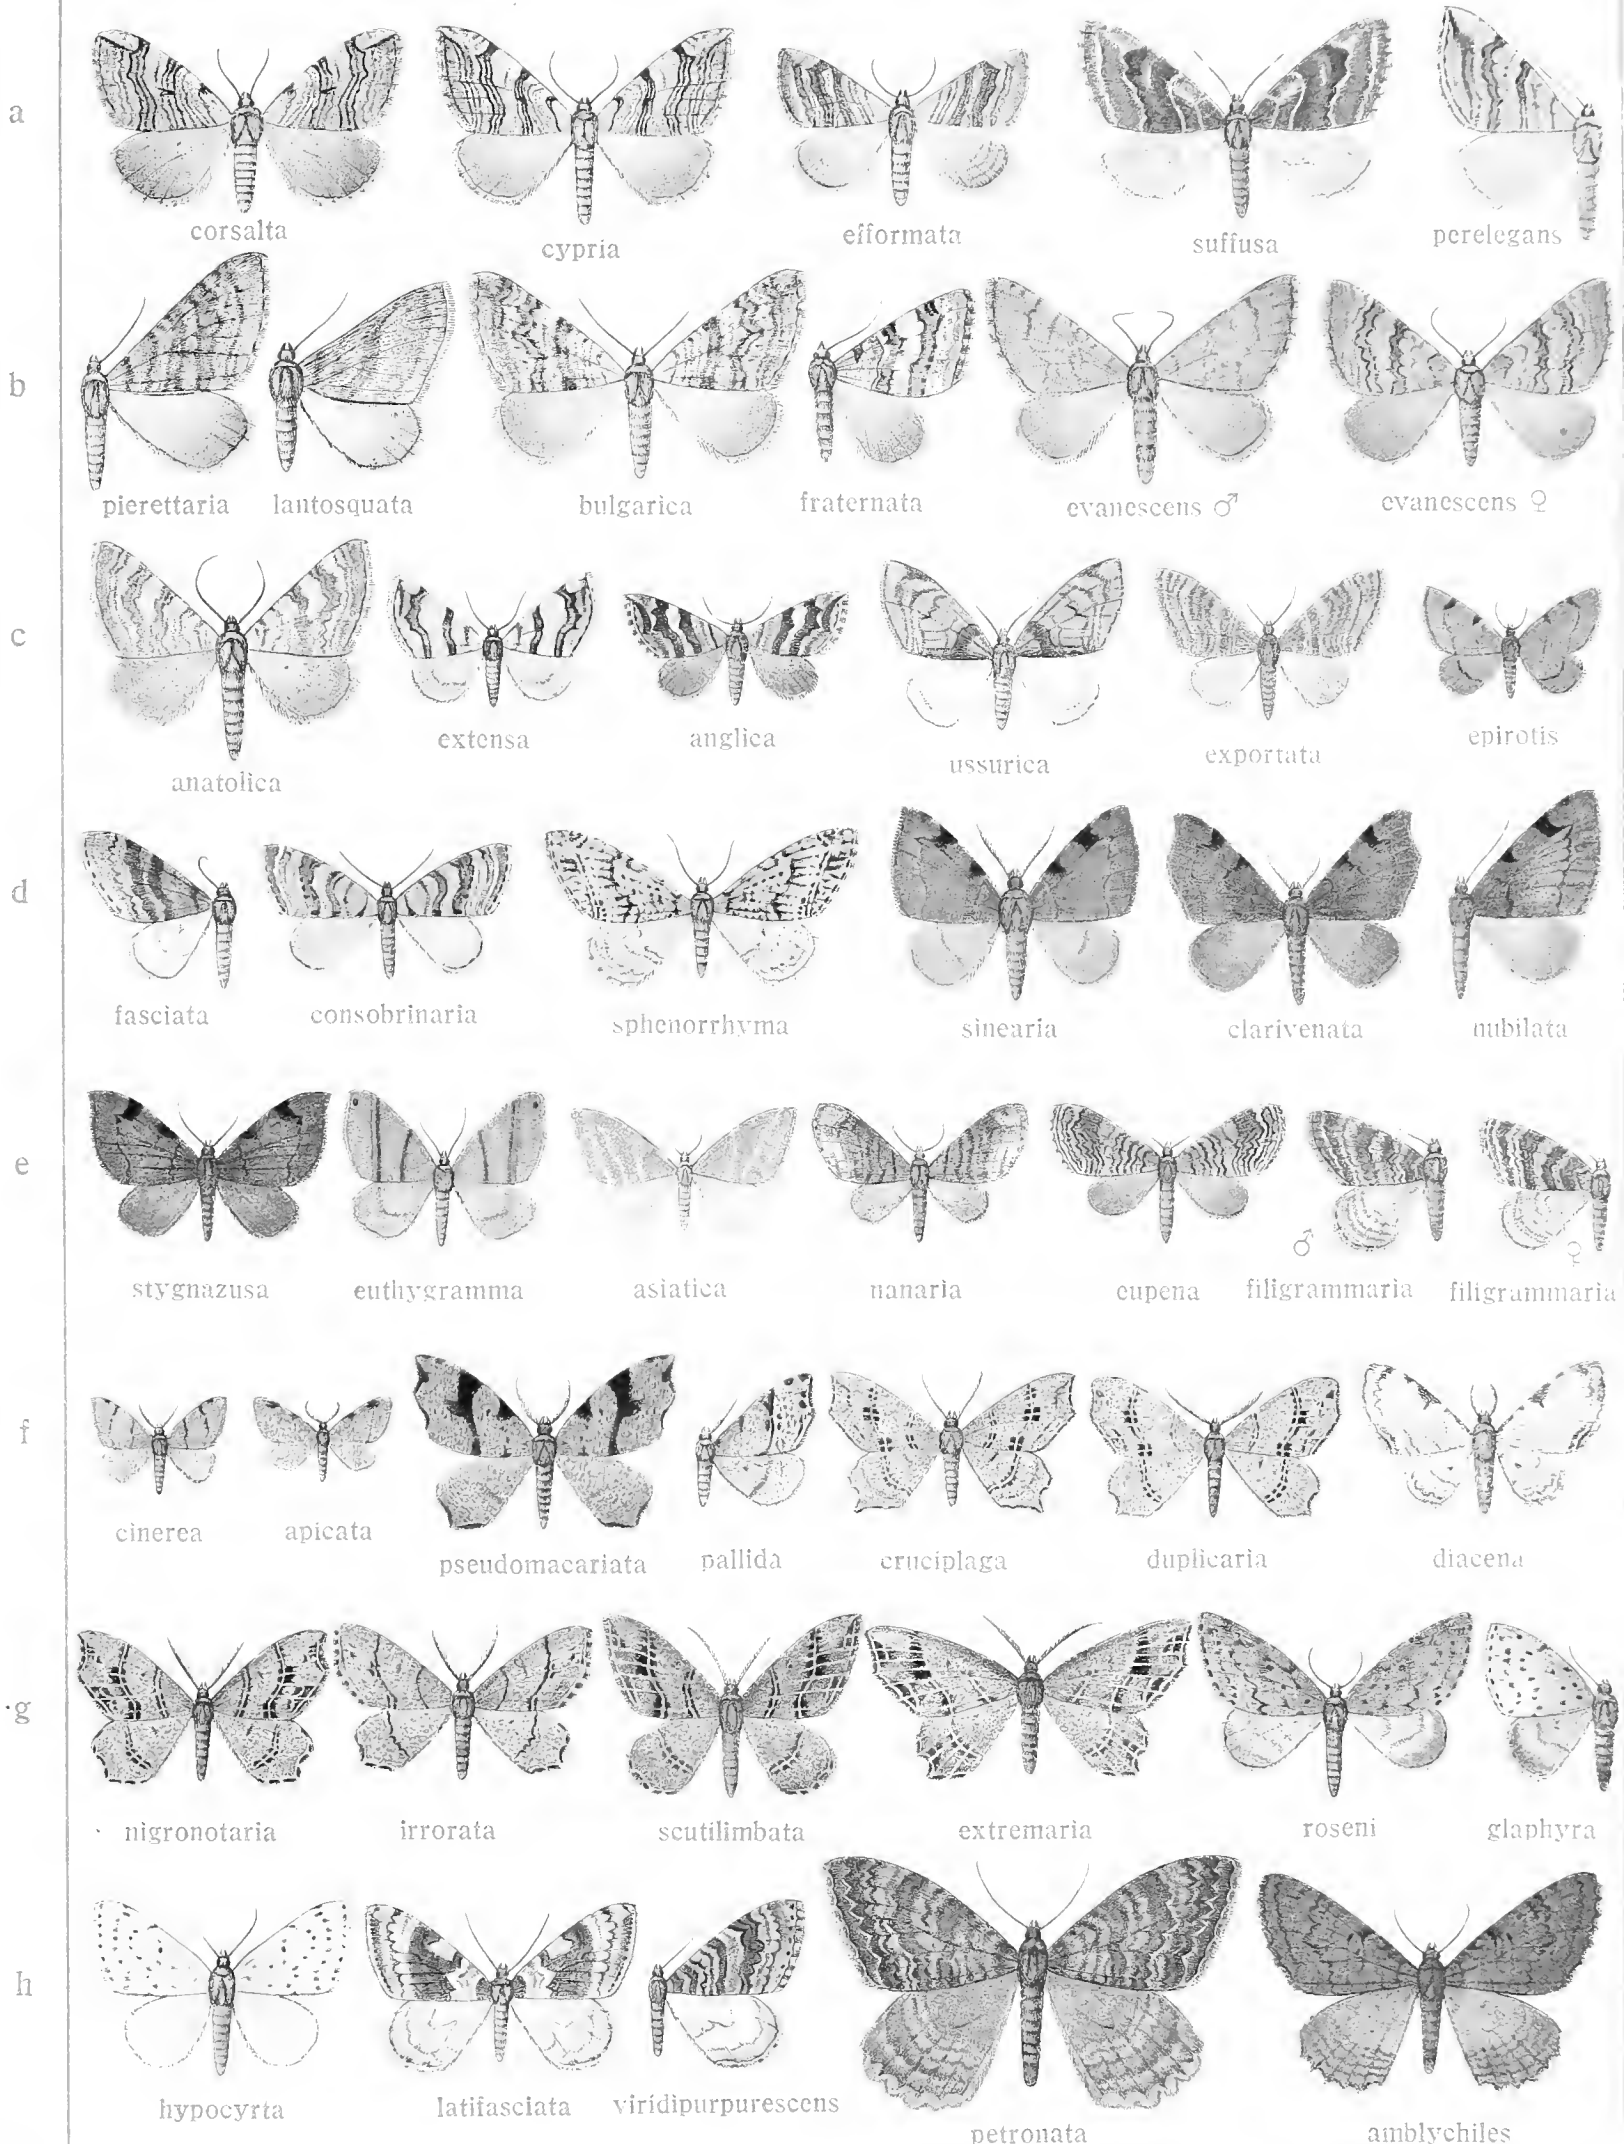 a
corsalta cypria efformata suffusa perelegans
b
pierettaria lantosquata bulgarica fraternata evanescens ♂ evanescens ♀
c
anatolica extensa anglica ussurica exportata epirotis
d
fasciata consobrinaria sphenorrhyma sinearia clarivenata nubilata
e
♂ ♀
stygnazusa euthygramma asiatica nanaria cupena filigrammaria filigrammaria
f
cinerea apicata pseudomacariata pallida cruciplaga duplicaria diacena
g
nigronotaria irrorata scutilimbata extremaria roseni glaphyra
h
hypocyrta latifasciata viridipurpurescens petronata amblychiles